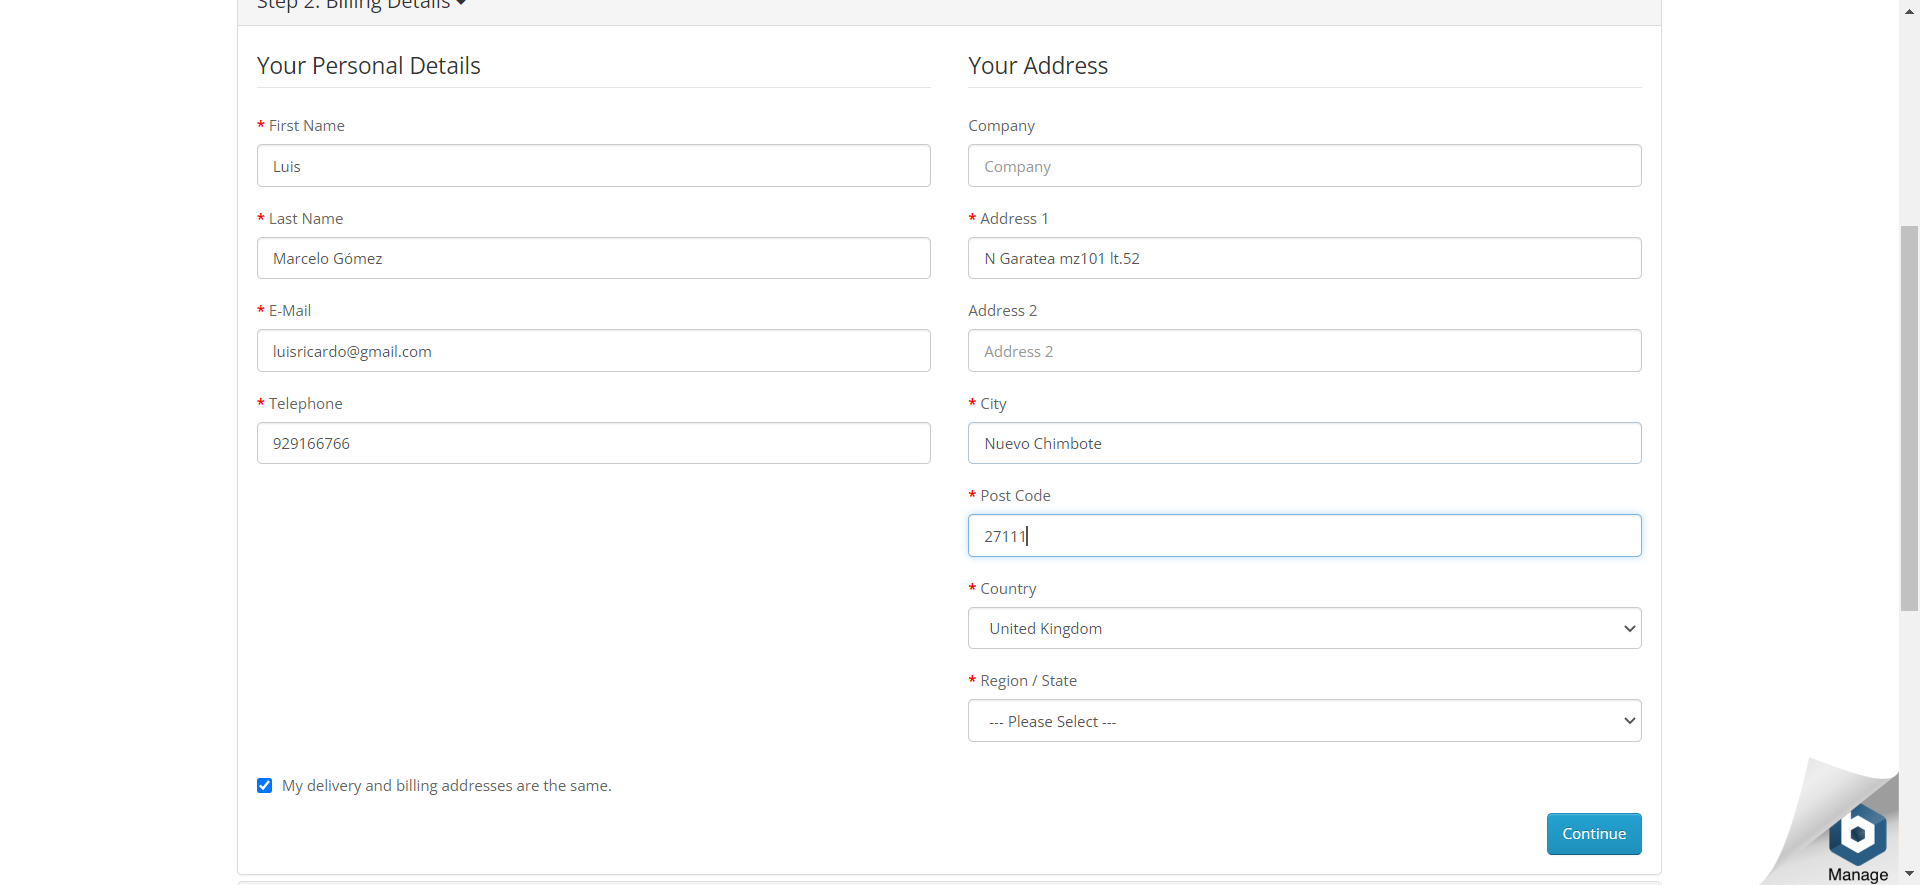 Step 2: Billing Details
Your Personal Details
* First Name
Luis
* Last Name
Marcelo Gómez
* E-Mail
luisricardo@gmail.com
* Telephone
929166766
Your Address
Company
Company
* Address 1
N Garatea mz101 lt.52
Address 2
Address 2
* City
Nuevo Chimbote
* Post Code
27111
* Country
United Kingdom
* Region / State
--- Please Select ---
My delivery and billing addresses are the same.
Continue
Manage